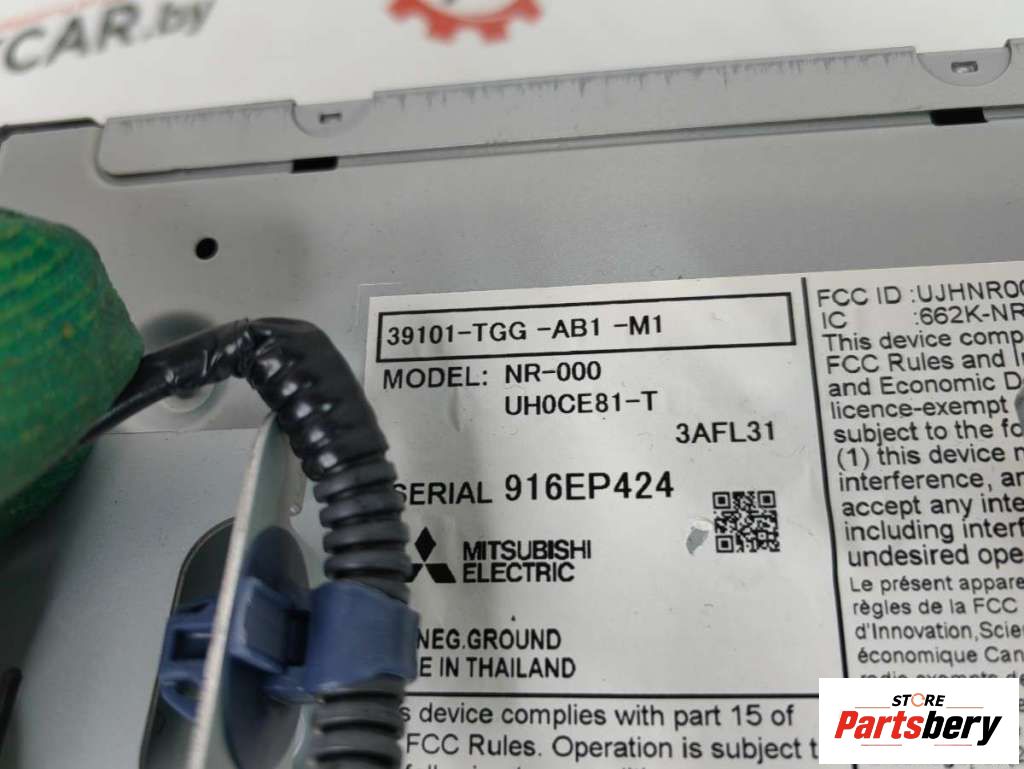 CAR.by
39101-TGG -AB1 -M1
MODEL: NR-000
UH0CE81-T
3AFL31
SERIAL 916EP424
MITSUBISHI
ELECTRIC
NEG.GROUND
IN THAILAND
device complies with part 15 of
FCC Rules. Operation is subject
FCC ID :UJHNR00
IC :662K-NR
This device comp
FCC Rules and
and Economic D
licence-exempt
subject to the fo
(1) this device
interference, an
accept any inte
including interf
undesired ope
Le présent appare
règles de la FCC
d'Innovation,Scien
économique Can
STORE
Partsbery